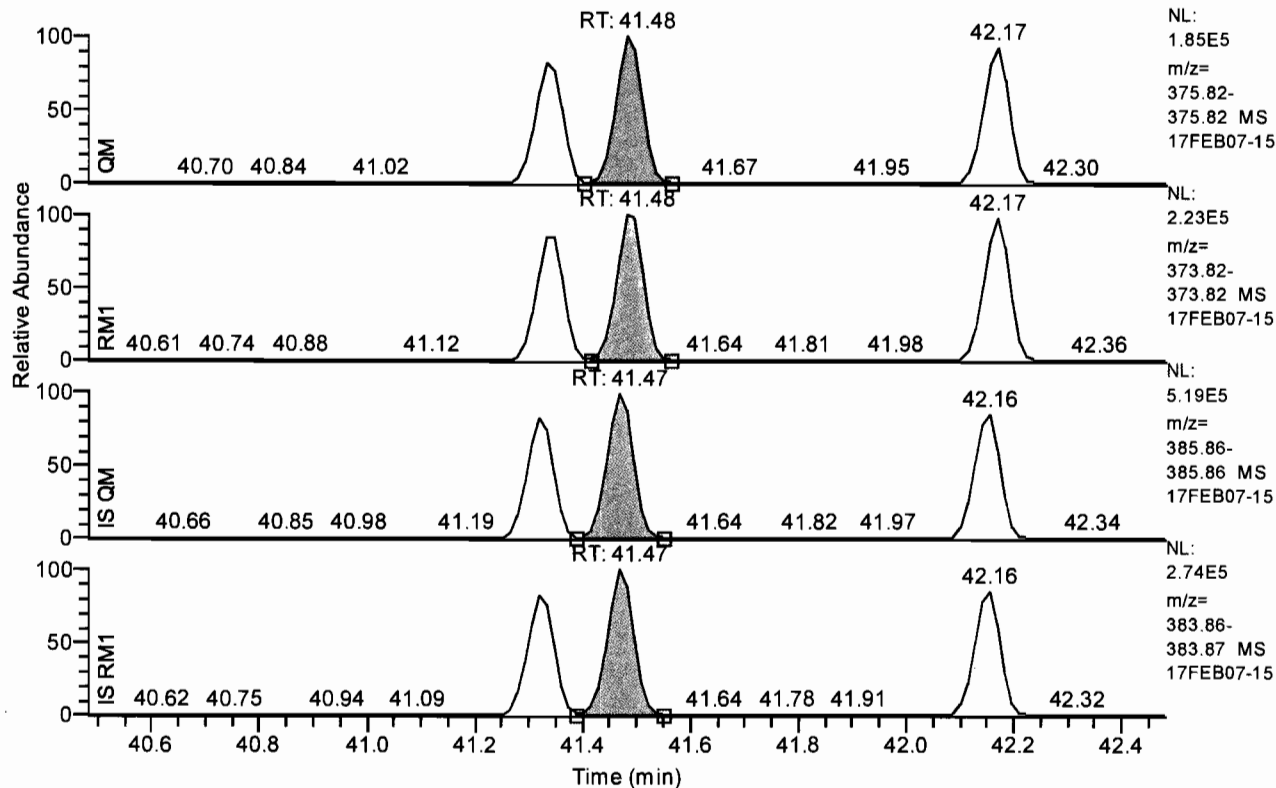 RT: 41.48
42.17
NL:
1.85E5
m/z=
375.82-
375.82 MS
17FEB07-15
100
50
0
QM
40.70 40.84 41.02 41.67 41.95 42.30
RT: 41.48
42.17
NL:
2.23E5
m/z=
373.82-
373.82 MS
17FEB07-15
100
50
0
RM1
40.61 40.74 40.88 41.12 41.64 41.81 41.98 42.36
Relative Abundance
RT: 41.47
42.16
NL:
5.19E5
m/z=
385.86-
385.86 MS
17FEB07-15
100
50
0
IS QM
40.66 40.85 40.98 41.19 41.64 41.82 41.97 42.34
RT: 41.47
42.16
NL:
2.74E5
m/z=
383.86-
383.87 MS
17FEB07-15
100
50
0
IS RM1
40.62 40.75 40.94 41.09 41.64 41.78 41.91 42.32
40.6 40.8 41.0 41.2 41.4 41.6 41.8 42.0 42.2 42.4
Time (min)